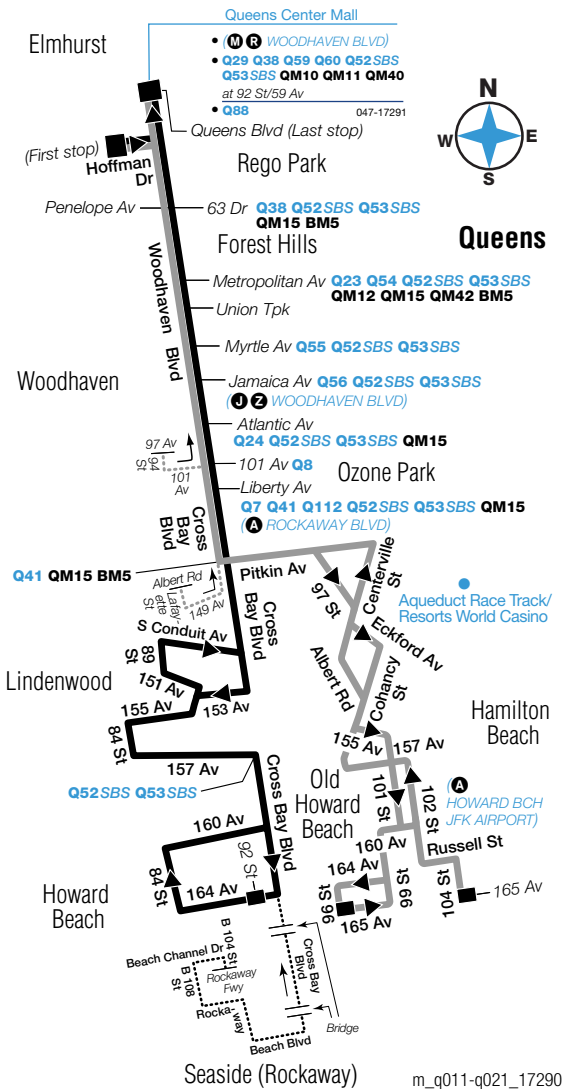 Queens Center Mall
Elmhurst
• (M R WOODHAVEN BLVD)
• Q29 Q38 Q59 Q60 Q52SBS
Q53SBS QM10 QM11 QM40
at 92 St/59 Av
• Q88
047-17291
Queens Blvd (Last stop)
N
W E
S
(First stop)
Hoffman
Dr
Rego Park
Penelope Av
63 Dr Q38 Q52SBS Q53SBS
QM15 BM5
Queens
Forest Hills
Woodhaven Blvd
Metropolitan Av Q23 Q54 Q52SBS Q53SBS
QM12 QM15 QM42 BM5
Union Tpk
Myrtle Av Q55 Q52SBS Q53SBS
Woodhaven
Jamaica Av Q56 Q52SBS Q53SBS
(J Z WOODHAVEN BLVD)
Atlantic Av
Q24 Q52SBS Q53SBS QM15
97 Av
94
St
101
Av
101 Av Q8
Ozone Park
Liberty Av
Q7 Q41 Q112 Q52SBS Q53SBS QM15
(A ROCKAWAY BLVD)
Cross
Bay
Blvd
Q41 QM15 BM5
Pitkin Av
Albert Rd
Lafay-
ette
St
149 Av
97 St
Centerville
St
Aqueduct Race Track/
Resorts World Casino
Cross
Bay Blvd
S Conduit Av
89
St
151 Av
153 Av
Eckford Av
Albert Rd
Cohancy
St
Lindenwood
155 Av
84 St
157 Av
Hamilton
Beach
155 Av
157 Av
Q52SBS Q53SBS
Cross Bay Blvd
Old
Howard
Beach
101 St
102 St
(A
HOWARD BCH
JFK AIRPORT)
160 Av
160 Av
Russell St
92 St
84 St
164 Av
Howard
Beach
164 Av
99 St
96 St
165 Av
104 St
165 Av
B 104 St
Beach Channel Dr
Rockaway
Fwy
B 108
St
Rocka-
way
Beach Blvd
Cross Bay
Blvd
Bridge
Seaside (Rockaway)
m_q011-q021_17290